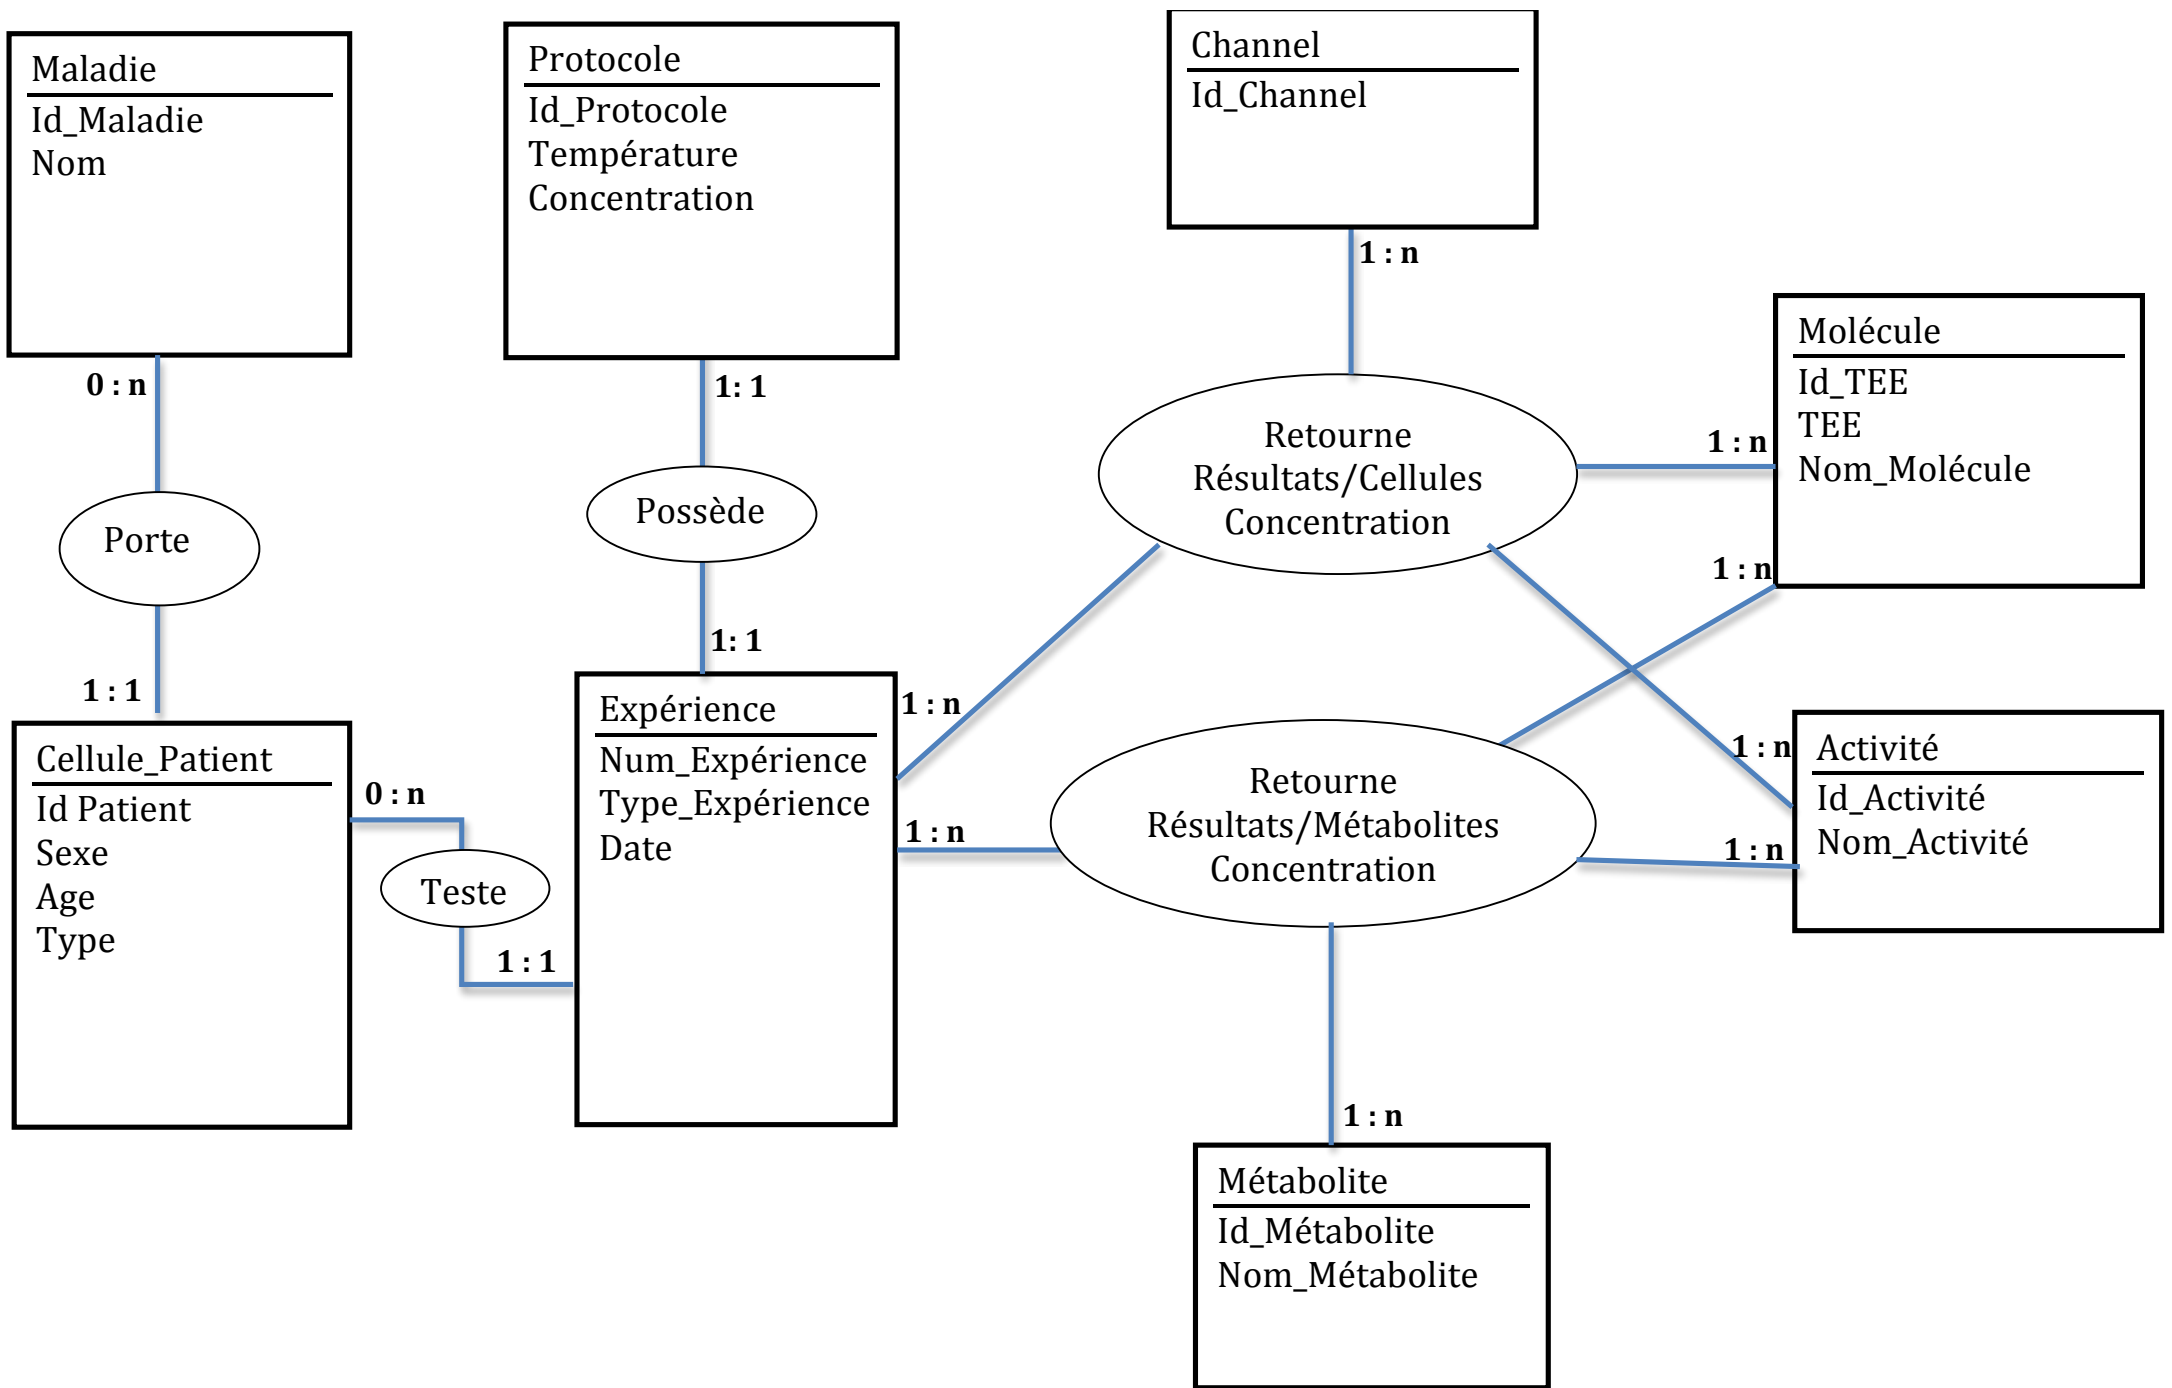 Maladie
Id_Maladie
Nom
Protocole
Id_Protocole
Température
Concentration
Channel
Id_Channel
1 : n
Molécule
Id_TEE
TEE
Nom_Molécule
0 : n
1: 1
Retourne
Résultats/Cellules
Concentration
1 : n
1 : n
Porte
Possède
1 : 1
1: 1
1 : n
Cellule_Patient
Id Patient
Sexe
Age
Type
0 : n
Teste
1 : 1
Expérience
Num_Expérience
Type_Expérience
Date
1 : n
Retourne
Résultats/Métabolites
Concentration
1 : n
1 : n
Activité
Id_Activité
Nom_Activité
1 : n
Métabolite
Id_Métabolite
Nom_Métabolite